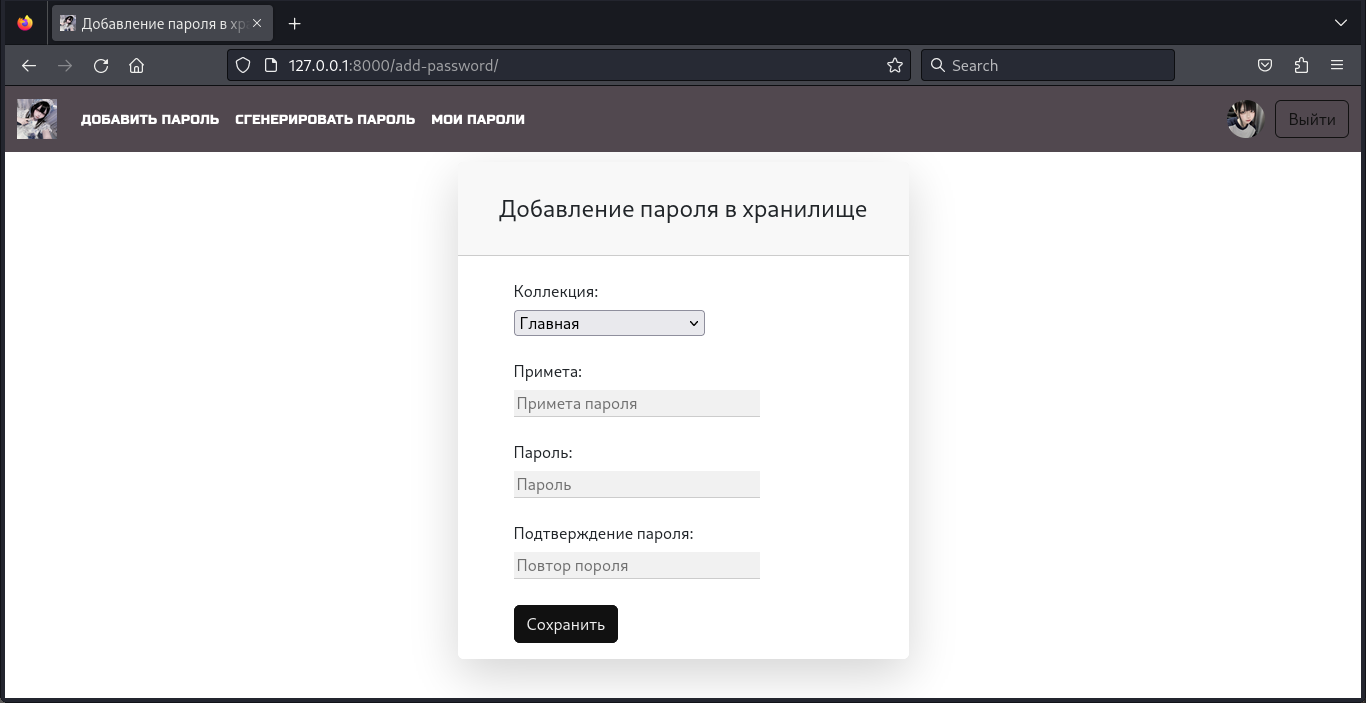 Добавление пароля в хра
127.0.0.1:8000/add-password/
Search
ДОБАВИТЬ ПАРОЛЬ СГЕНЕРИРОВАТЬ ПАРОЛЬ МОИ ПАРОЛИ
Выйти
Добавление пароля в хранилище
Коллекция:
Главная
Примета:
Примета пароля
Пароль:
Пароль
Подтверждение пароля:
Повтор пороля
Сохранить